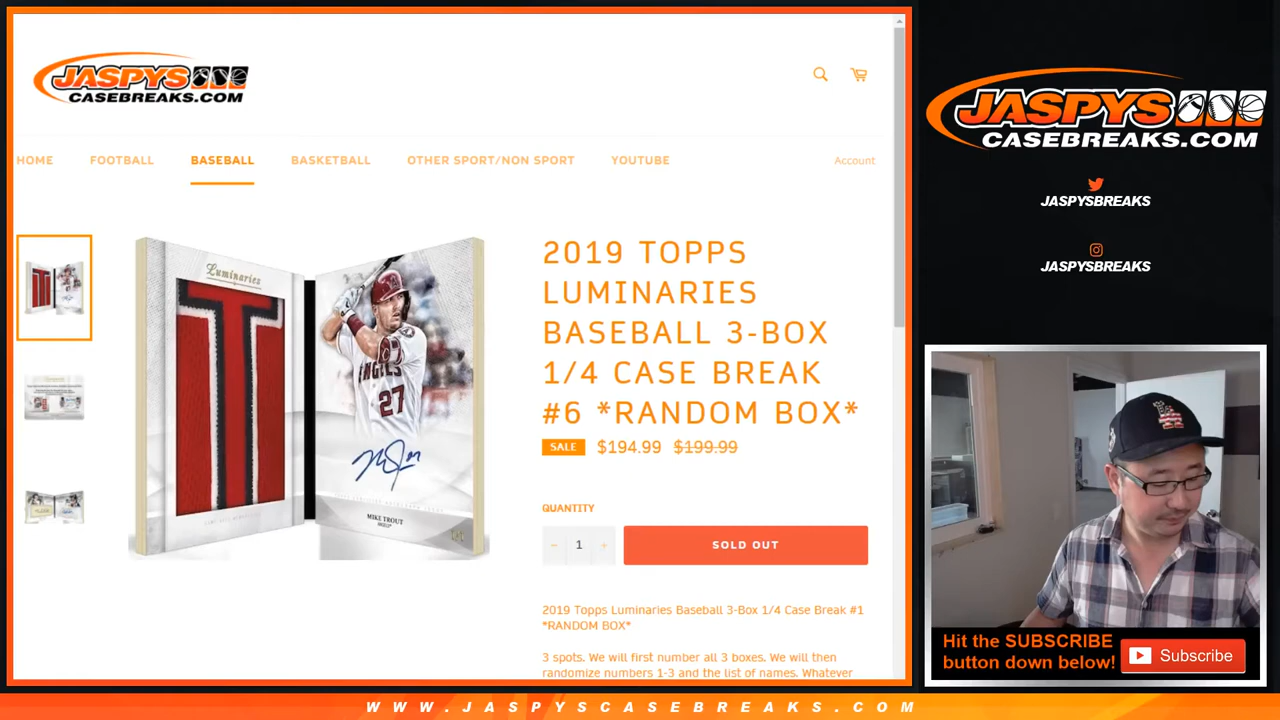 JASPYS
CASEBREAKS.COM
HOME
FOOTBALL
BASEBALL
BASKETBALL
OTHER SPORT/NON SPORT
YOUTUBE
Account
Luminaries
ANGELS
27
MIKE TROUT
2019 TOPPS
LUMINARIES
BASEBALL 3-BOX
1/4 CASE BREAK
#6 *RANDOM BOX*
SALE $194.99 $199.99
QUANTITY
− 1 +
SOLD OUT
2019 Topps Luminaries Baseball 3-Box 1/4 Case Break #1
*RANDOM BOX*
3 spots. We will first number all 3 boxes. We will then
randomize numbers 1-3 and the list of names. Whatever
JASPYS
CASEBREAKS.COM
JASPYSBREAKS
JASPYSBREAKS
LA
Hit the SUBSCRIBE
button down below!
Subscribe
WWW.JASPYSCASEBREAKS.COM